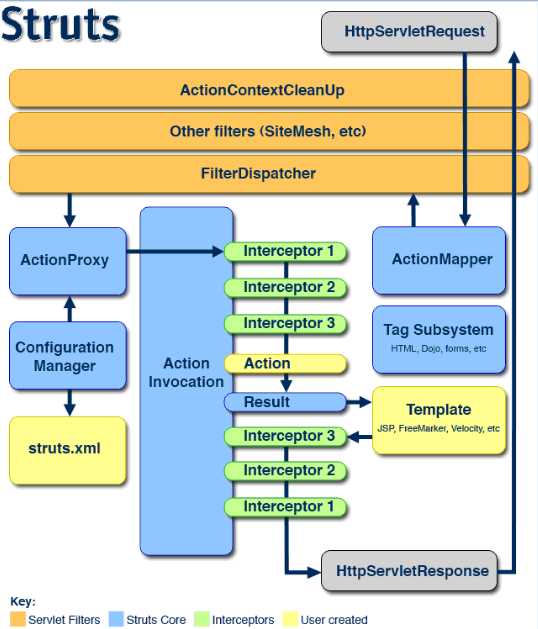 Struts
HttpServletRequest
ActionContextCleanUp
Other filters (SiteMesh, etc)
FilterDispatcher
ActionProxy
Interceptor 1
ActionMapper
Interceptor 2
Interceptor 3
Tag Subsystem
HTML, Dojo, forms, etc
Configuration
Manager
Action
Invocation
Action
Result
Template
JSP, FreeMarker, Velocity, etc
struts.xml
Interceptor 3
Interceptor 2
Interceptor 1
HttpServletResponse
Key:
Servlet Filters
Struts Core
Interceptors
User created